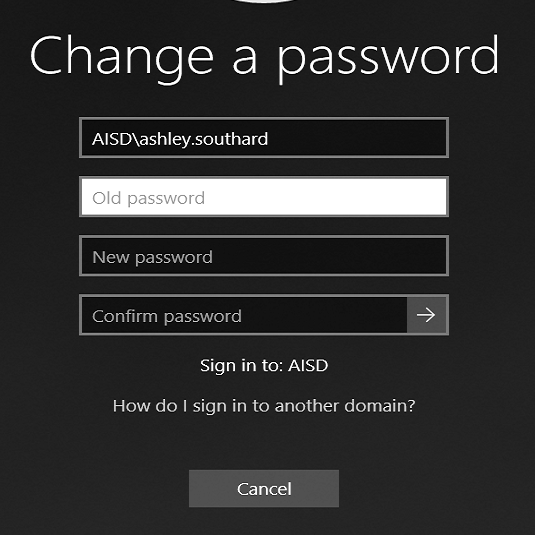 Change a password
AISD\ashley.southard
Old password
New password
Confirm password
Sign in to: AISD
How do I sign in to another domain?
Cancel